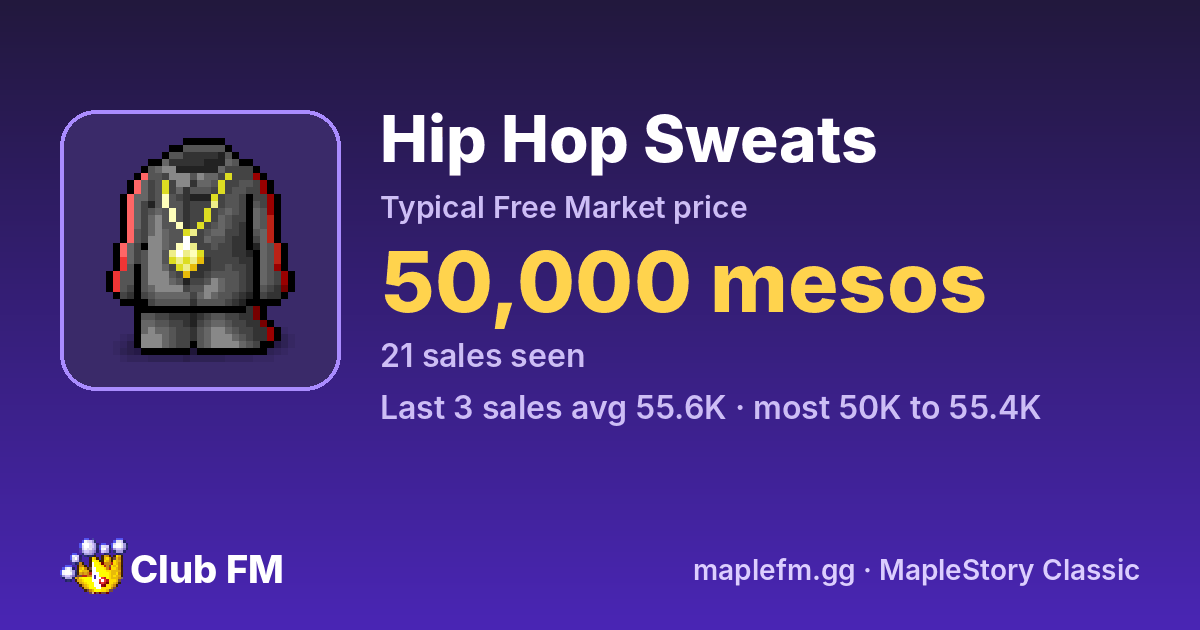 Hip Hop Sweats
Typical Free Market price
50,000 mesos
21 sales seen
Last 3 sales avg 55.6K · most 50K to 55.4K
Club FM
maplefm.gg · MapleStory Classic